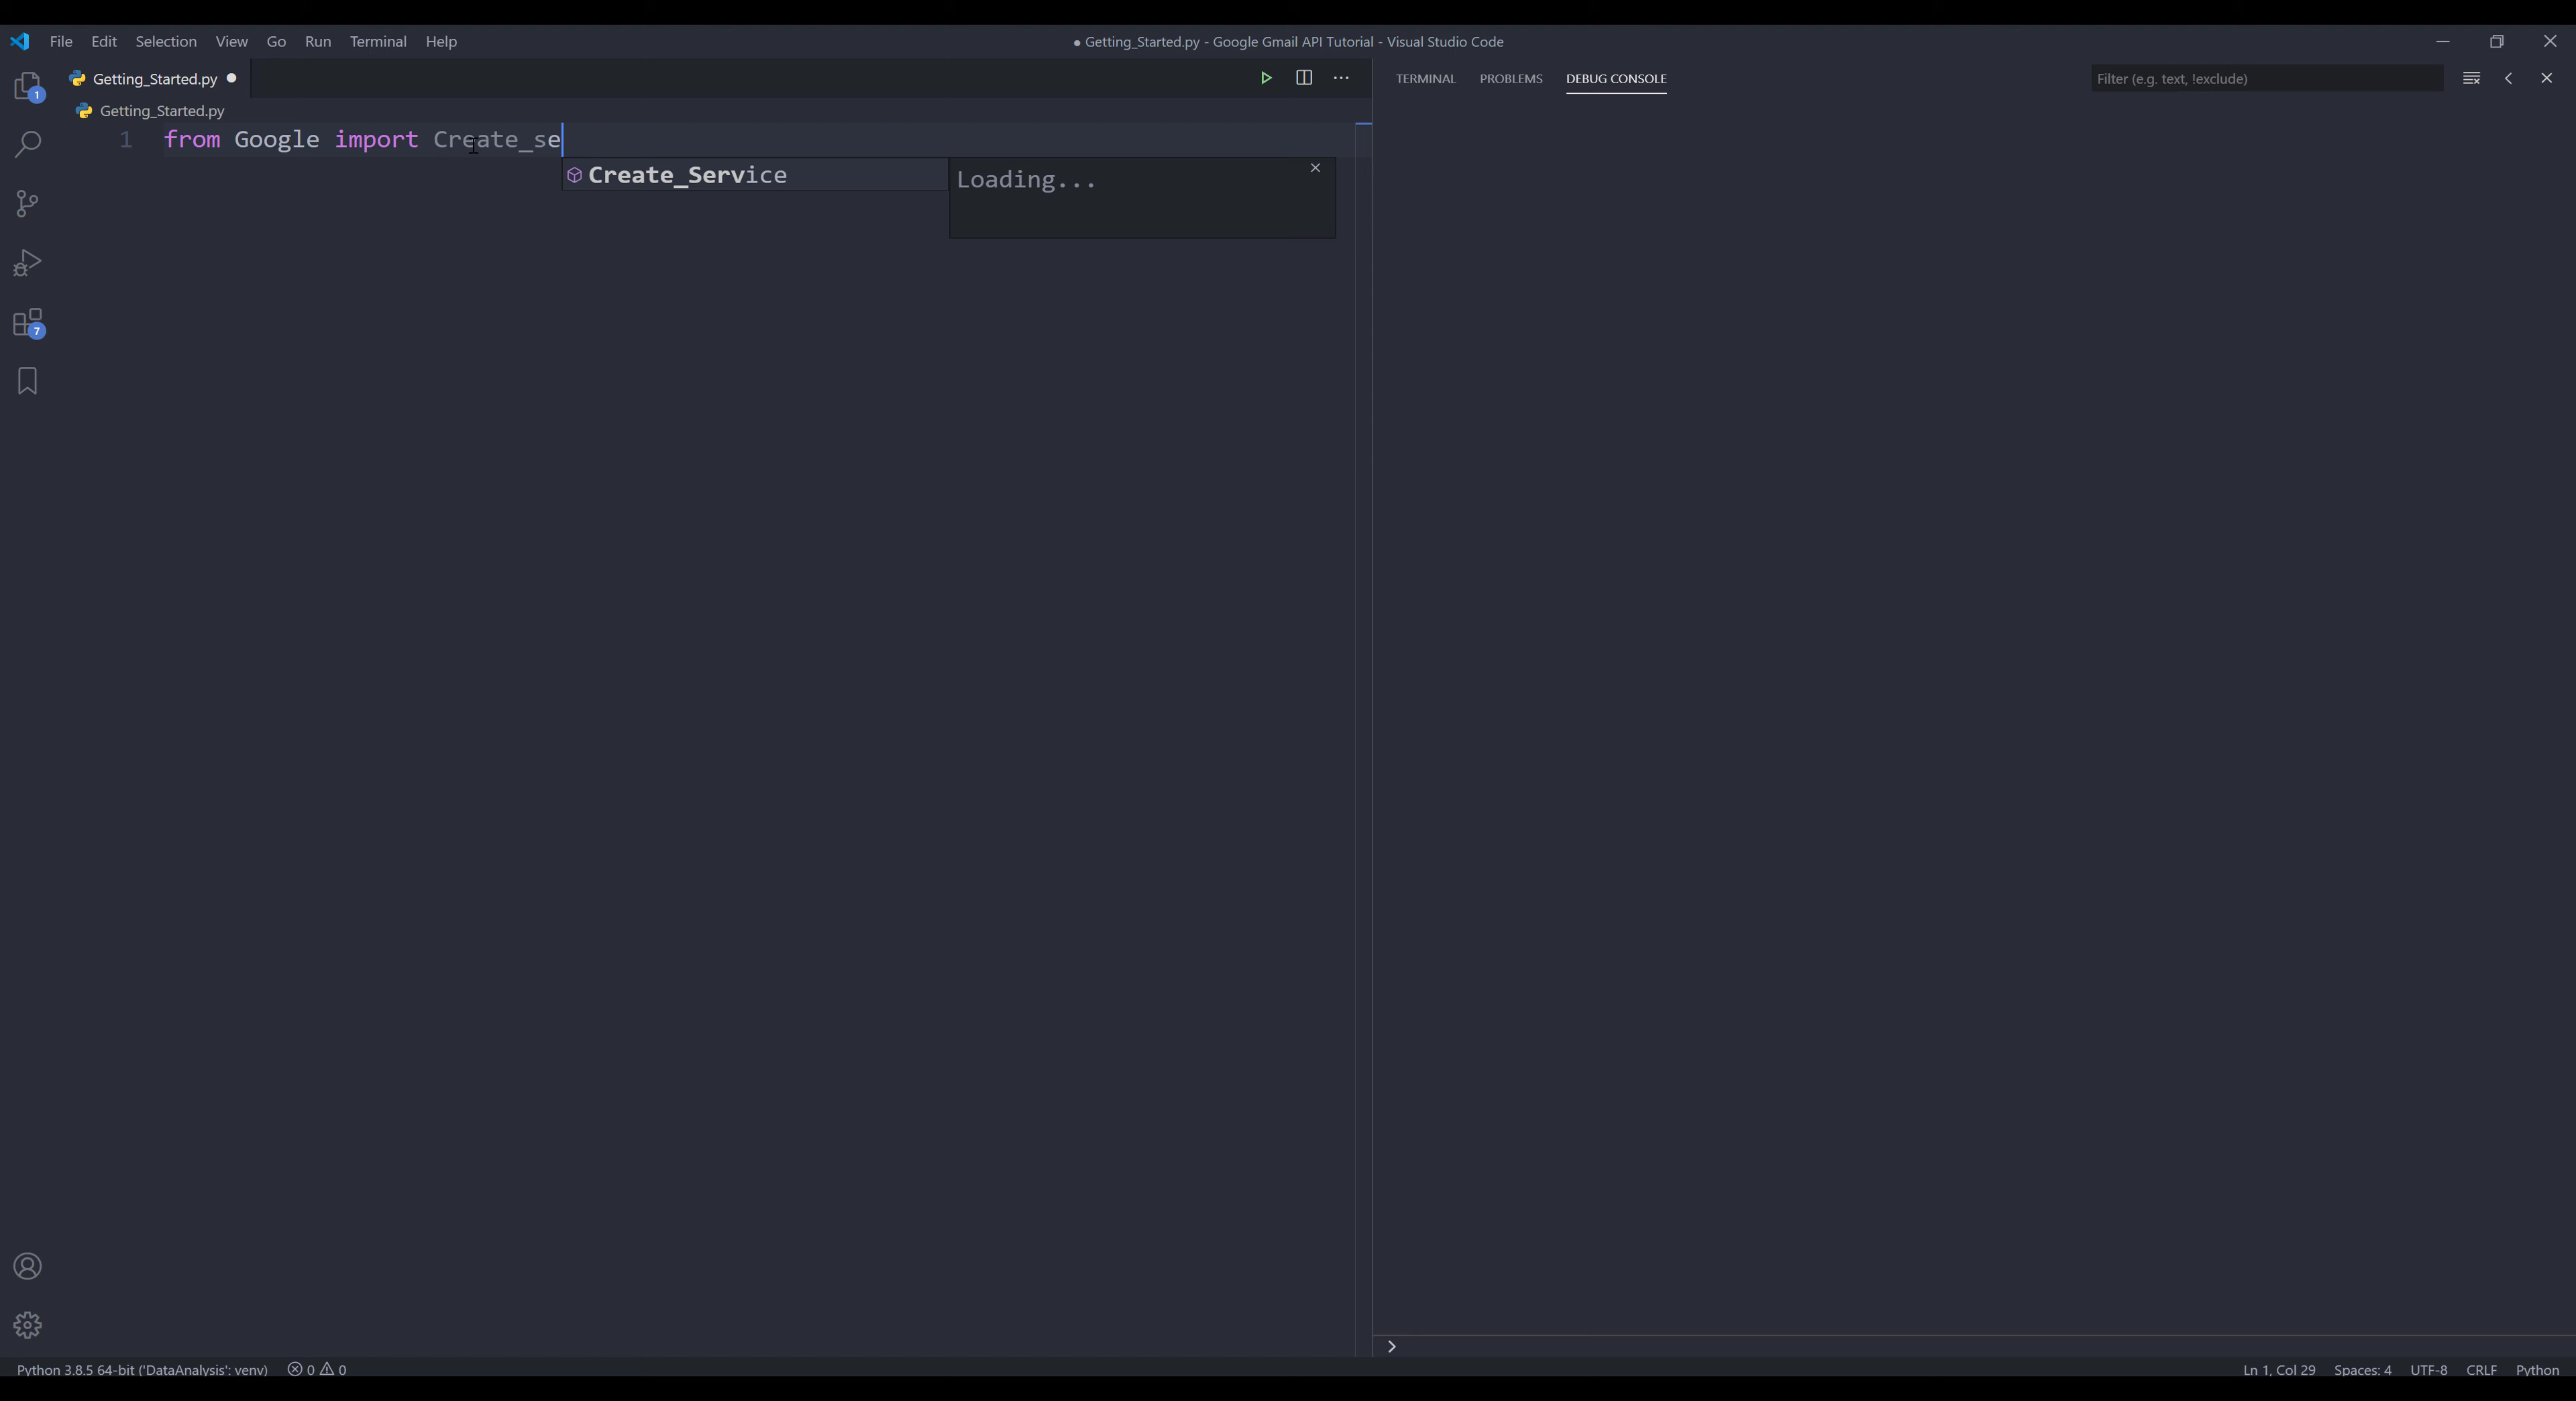 File Edit Selection View Go Run Terminal Help
● Getting_Started.py - Google Gmail API Tutorial - Visual Studio Code
Getting_Started.py
TERMINAL PROBLEMS DEBUG CONSOLE
Filter (e.g. text, !exclude)
1
Getting_Started.py
1 from Google import Create_se
Create_Service
Loading...
7
Python 3.8.5 64-bit ('DataAnalysis': venv) 0 0
Ln 1, Col 29 Spaces: 4 UTF-8 CRLF Python